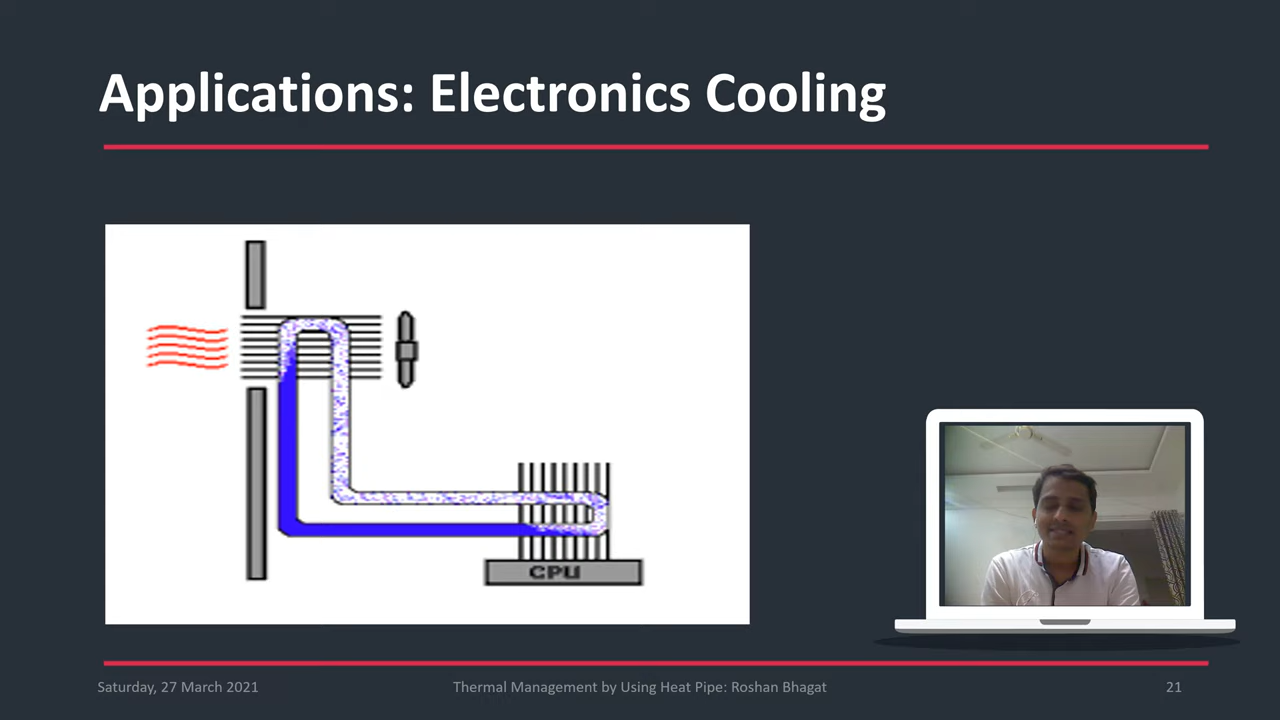 Applications: Electronics Cooling
CPU
Saturday, 27 March 2021
Thermal Management by Using Heat Pipe: Roshan Bhagat
21